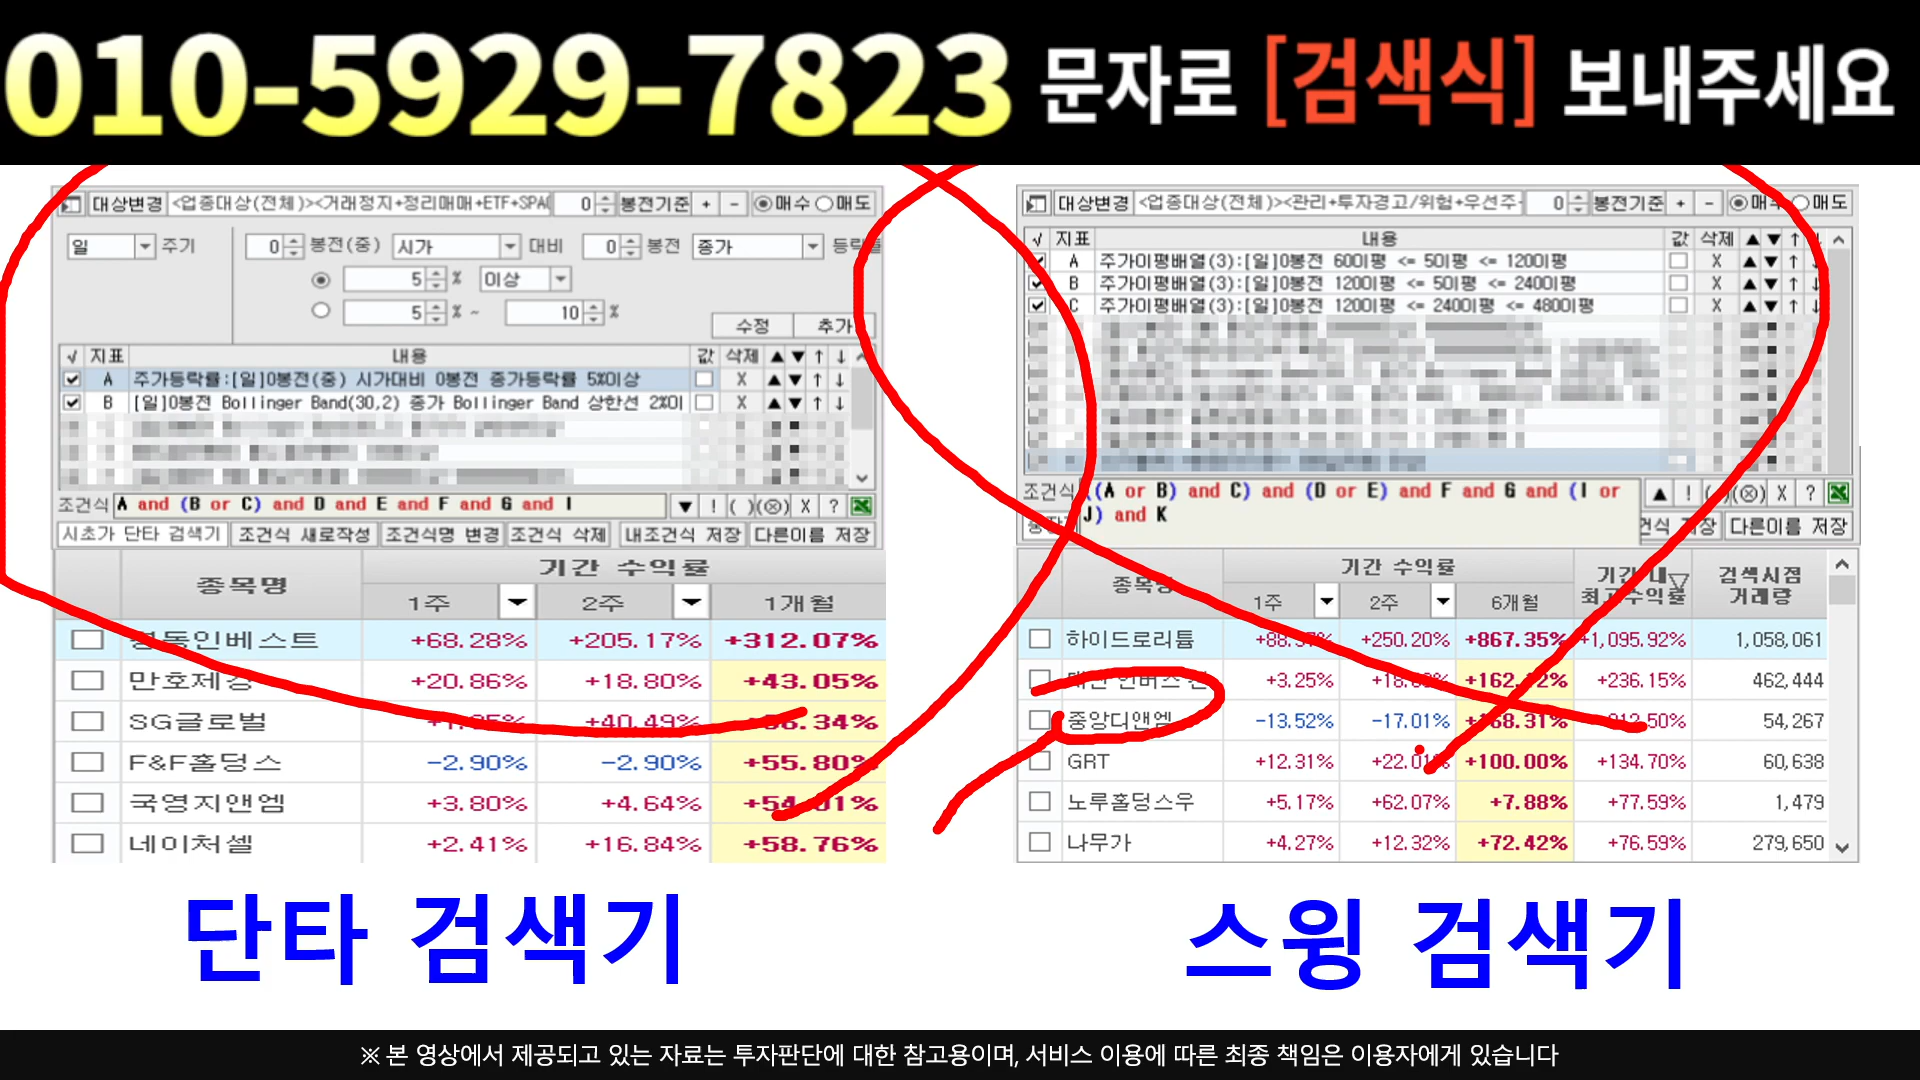 010-5929-7823 문자로 [검색식] 보내주세요
대상변경 <업종대상(전체)><거래정지+정리매매+ETF+SPAC 0 봉전기준 + - 매수 매도
일 주기 0 봉전(중) 시가 대비 0 봉전 종가
5 % 이상
5 % ~ 10 %
수정 추가
√ 지표 내용 값 삭제 ▲ ▼ ↑ ↓
A 주가등락률:[일]0봉전(중) 시가대비 0봉전 종가등락률 5%이상 X ▲ ▼ ↑ ↓
B [일]0봉전 Bollinger Band(30,2) 종가 Bollinger Band 상한선 2%이 X ▲ ▼ ↑ ↓
조건식 A and (B or C) and D and E and F and G and I ▼ ! ( ) (⊗) X ?
시초가 단타 검색기 조건식 새로작성 조건식명 변경 조건식 삭제 내조건식 저장 다른이름 저장
종목명 기간 수익률
1주 2주 1개월
+68.28% +205.17% +312.07%
만호제강 +20.86% +18.80% +43.05%
SG글로벌 +40.49%
F&F홀딩스 -2.90% -2.90% +55.80%
국영지앤엠 +3.80% +4.64%
네이처셀 +2.41% +16.84% +58.76%
단타 검색기
대상변경 <업종대상(전체)><관리+투자경고/위험+우선주+ 0 봉전기준 + - 매수 매도
√ 지표 내용 값 삭제 ▲ ▼ ↑ ↓
A 주가이평배열(3):[일]0봉전 60이평 <= 5이평 <= 120이평 X ▲ ▼ ↑ ↓
B 주가이평배열(3):[일]0봉전 120이평 <= 5이평 <= 240이평 X ▲ ▼ ↑ ↓
C 주가이평배열(3):[일]0봉전 120이평 <= 240이평 <= 480이평 X ▲ ▼ ↑ ↓
조건식 ((A or B) and C) and (D or E) and F and G and (I or ▲ ! ( ) (⊗) X ?
J) and K 저장 다른이름 저장
종목명 기간 수익률 기간 내 최고수익률 검색시점 거래량
1주 2주 6개월
하이드로리튬 +250.20% +867.35% +1,095.92% 1,058,061
+3.25% +236.15% 462,444
중앙디앤엠 -13.52% -17.01% 54,267
GRT +12.31% +100.00% +134.70% 60,638
노루홀딩스우 +5.17% +62.07% +7.88% +77.59% 1,479
나무가 +4.27% +12.32% +72.42% +76.59% 279,650
스윙 검색기
※ 본 영상에서 제공되고 있는 자료는 투자판단에 대한 참고용이며, 서비스 이용에 따른 최종 책임은 이용자에게 있습니다